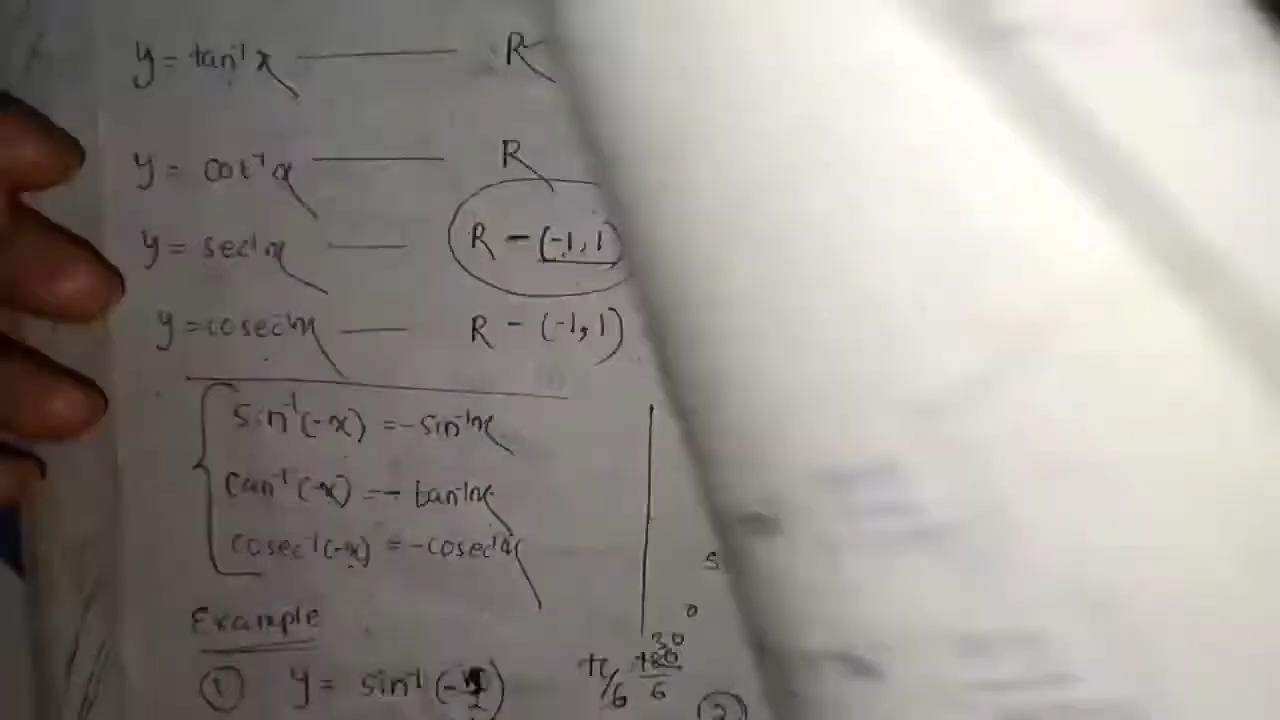 y = tan⁻¹x — R
y = cot⁻¹x — R
y = sec⁻¹x — R - (-1, 1)
y = cosec⁻¹x — R - (-1, 1)
sin⁻¹(-x) = -sin⁻¹x
tan⁻¹(-x) = - tan⁻¹x
cosec⁻¹(-x) = -cosec⁻¹x
Example
① y = sin⁻¹(-
π/6
30
180
6
②